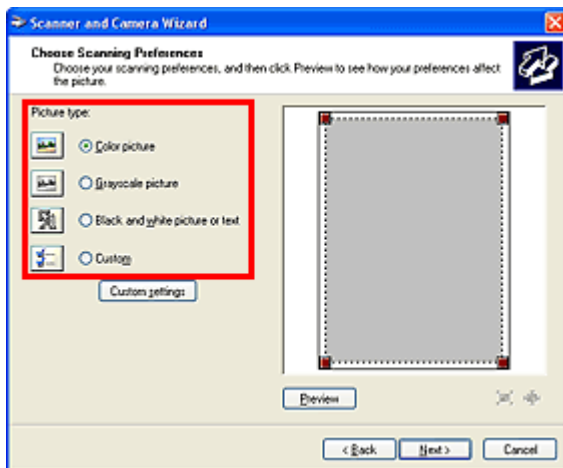 Scanner and Camera Wizard
Choose Scanning Preferences
Choose your scanning preferences, and then click Preview to see how your preferences affect
the picture.
Picture type:
Color picture
Grayscale picture
Black and white picture or text
Custom
Custom settings
Preview
< Back
Next >
Cancel